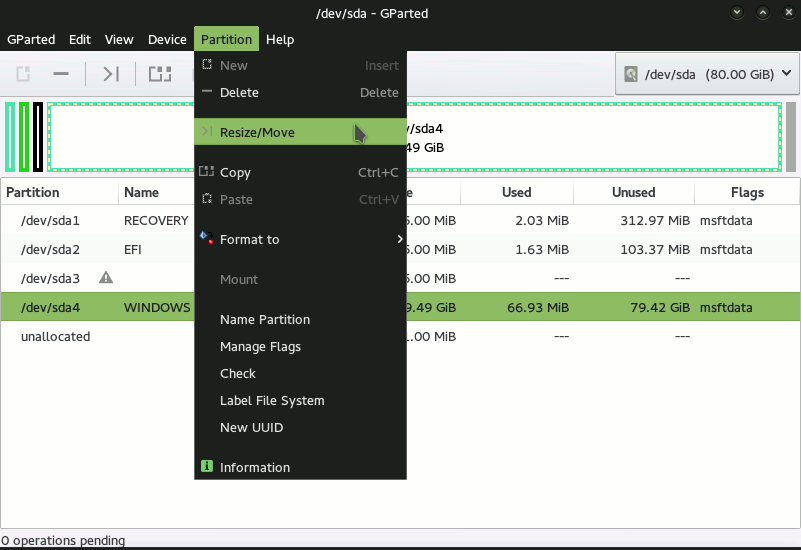 /dev/sda - GParted
GParted Edit View Device Partition Help
New Insert
Delete Delete
Resize/Move
Copy Ctrl+C
Paste Ctrl+V
Format to
Mount
Name Partition
Manage Flags
Check
Label File System
New UUID
Information
/dev/sda (80.00 GiB)
/sda4
49 GiB
Partition Name Used Unused Flags
/dev/sda1 RECOVERY 5.00 MiB 2.03 MiB 312.97 MiB msftdata
/dev/sda2 EFI 5.00 MiB 1.63 MiB 103.37 MiB msftdata
/dev/sda3 5.00 MiB --- ---
/dev/sda4 WINDOWS 9.49 GiB 66.93 MiB 79.42 GiB msftdata
unallocated 1.00 MiB --- ---
0 operations pending